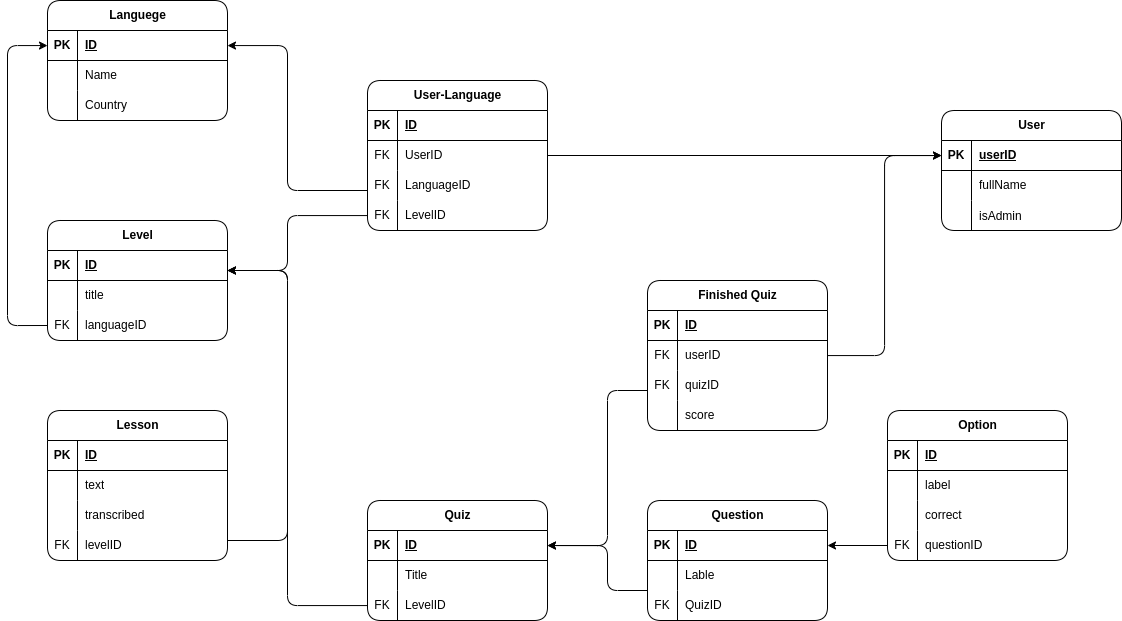 Languege
PK ID
Name
Country
User-Language
PK ID
FK UserID
FK LanguageID
FK LevelID
User
PK userID
fullName
isAdmin
Level
PK ID
title
FK languageID
Finished Quiz
PK ID
FK userID
FK quizID
score
Lesson
PK ID
text
transcribed
FK levelID
Option
PK ID
label
correct
FK questionID
Quiz
PK ID
Title
FK LevelID
Question
PK ID
Lable
FK QuizID